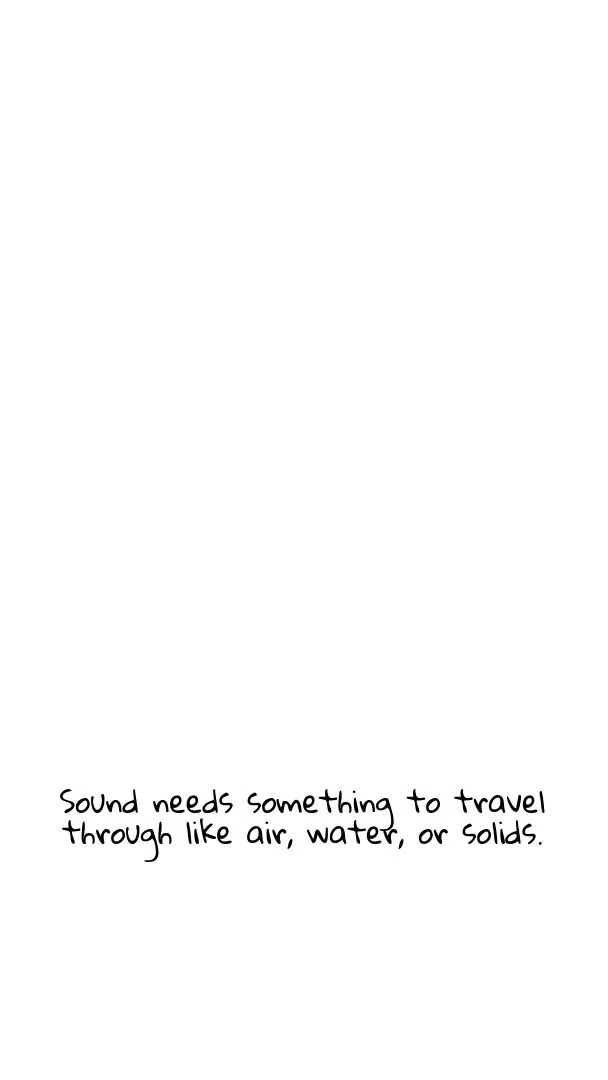 Sound needs something to travel
through like air, water, or solids.